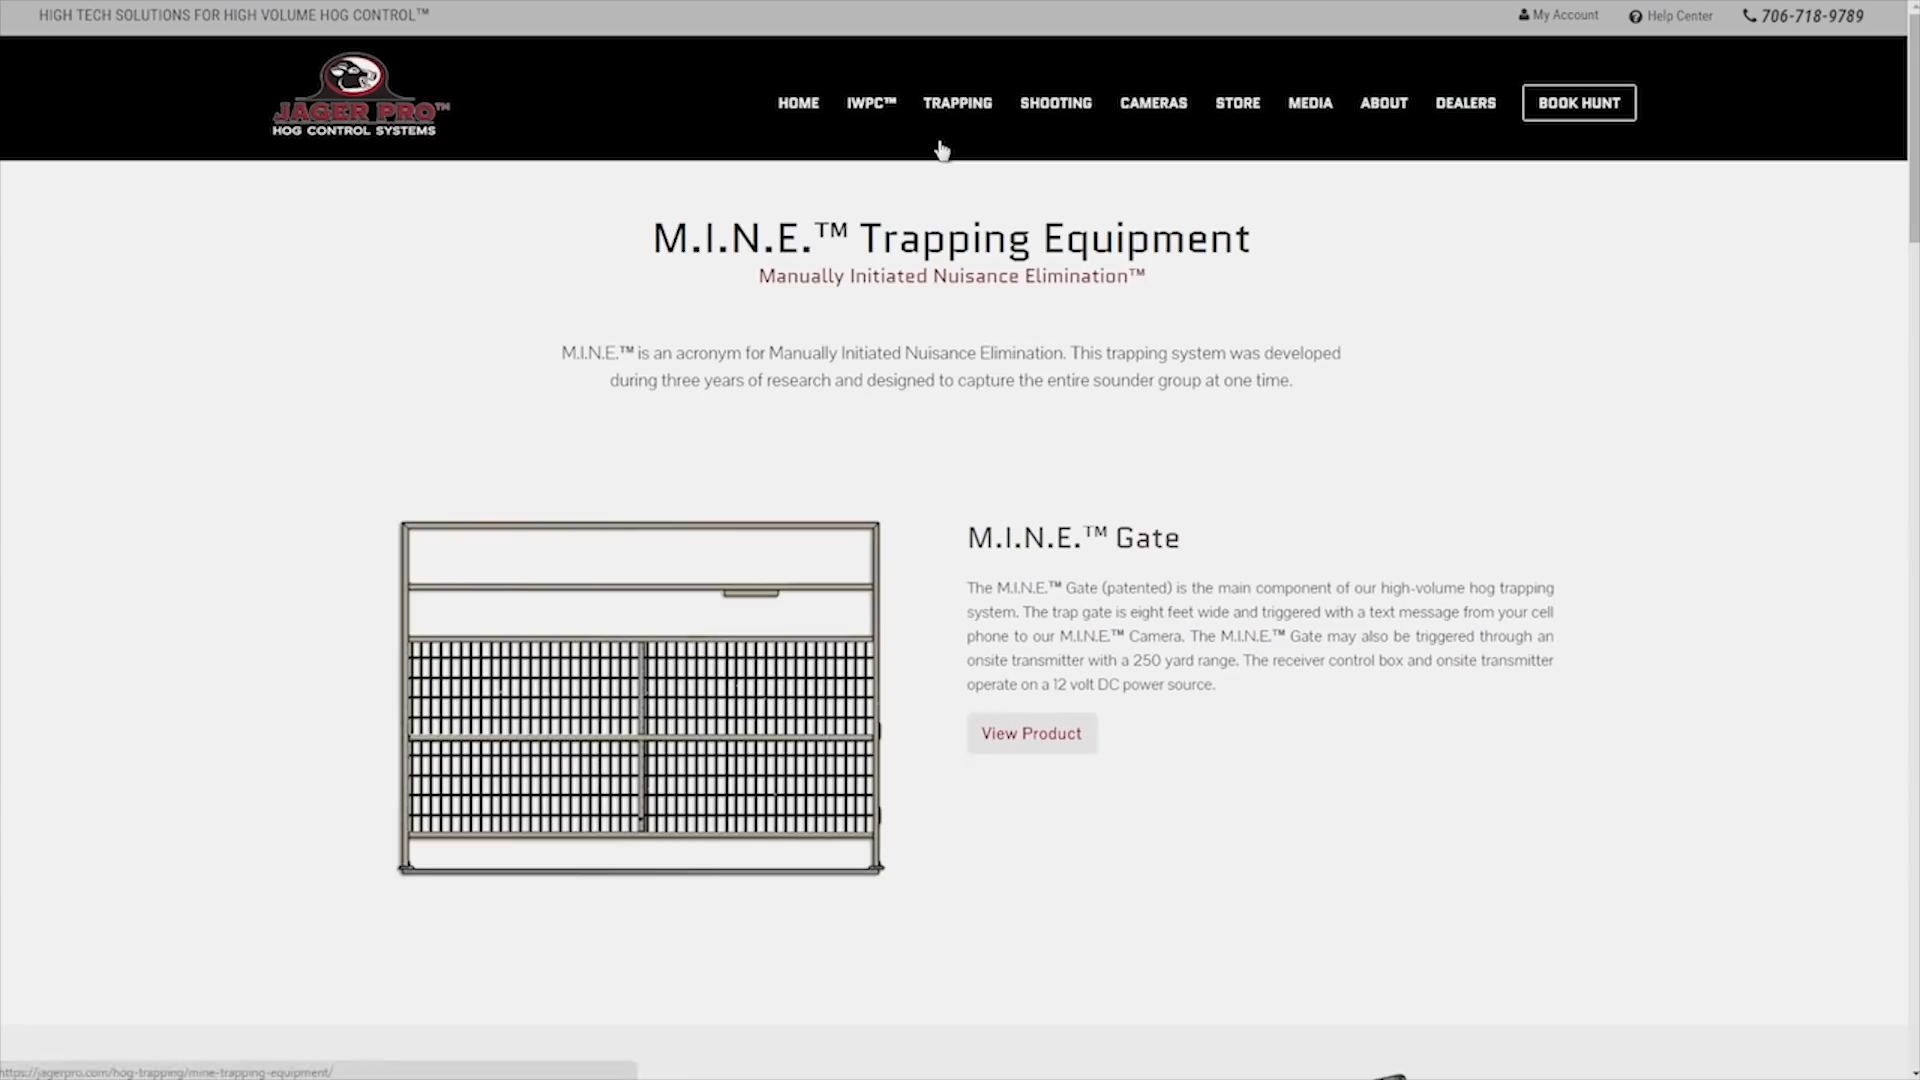 HIGH TECH SOLUTIONS FOR HIGH VOLUME HOG CONTROL™
My Account
Help Center
706-718-9789
JAGER PRO™
HOG CONTROL SYSTEMS
HOME
IWPC™
TRAPPING
SHOOTING
CAMERAS
STORE
MEDIA
ABOUT
DEALERS
BOOK HUNT
M.I.N.E.™ Trapping Equipment
Manually Initiated Nuisance Elimination™
M.I.N.E.™ is an acronym for Manually Initiated Nuisance Elimination. This trapping system was developed
during three years of research and designed to capture the entire sounder group at one time.
M.I.N.E.™ Gate
The M.I.N.E.™ Gate (patented) is the main component of our high-volume hog trapping
system. The trap gate is eight feet wide and triggered with a text message from your cell
phone to our M.I.N.E.™ Camera. The M.I.N.E.™ Gate may also be triggered through an
onsite transmitter with a 250 yard range. The receiver control box and onsite transmitter
operate on a 12 volt DC power source.
View Product
https://jagerpro.com/hog-trapping/mine-trapping-equipment/